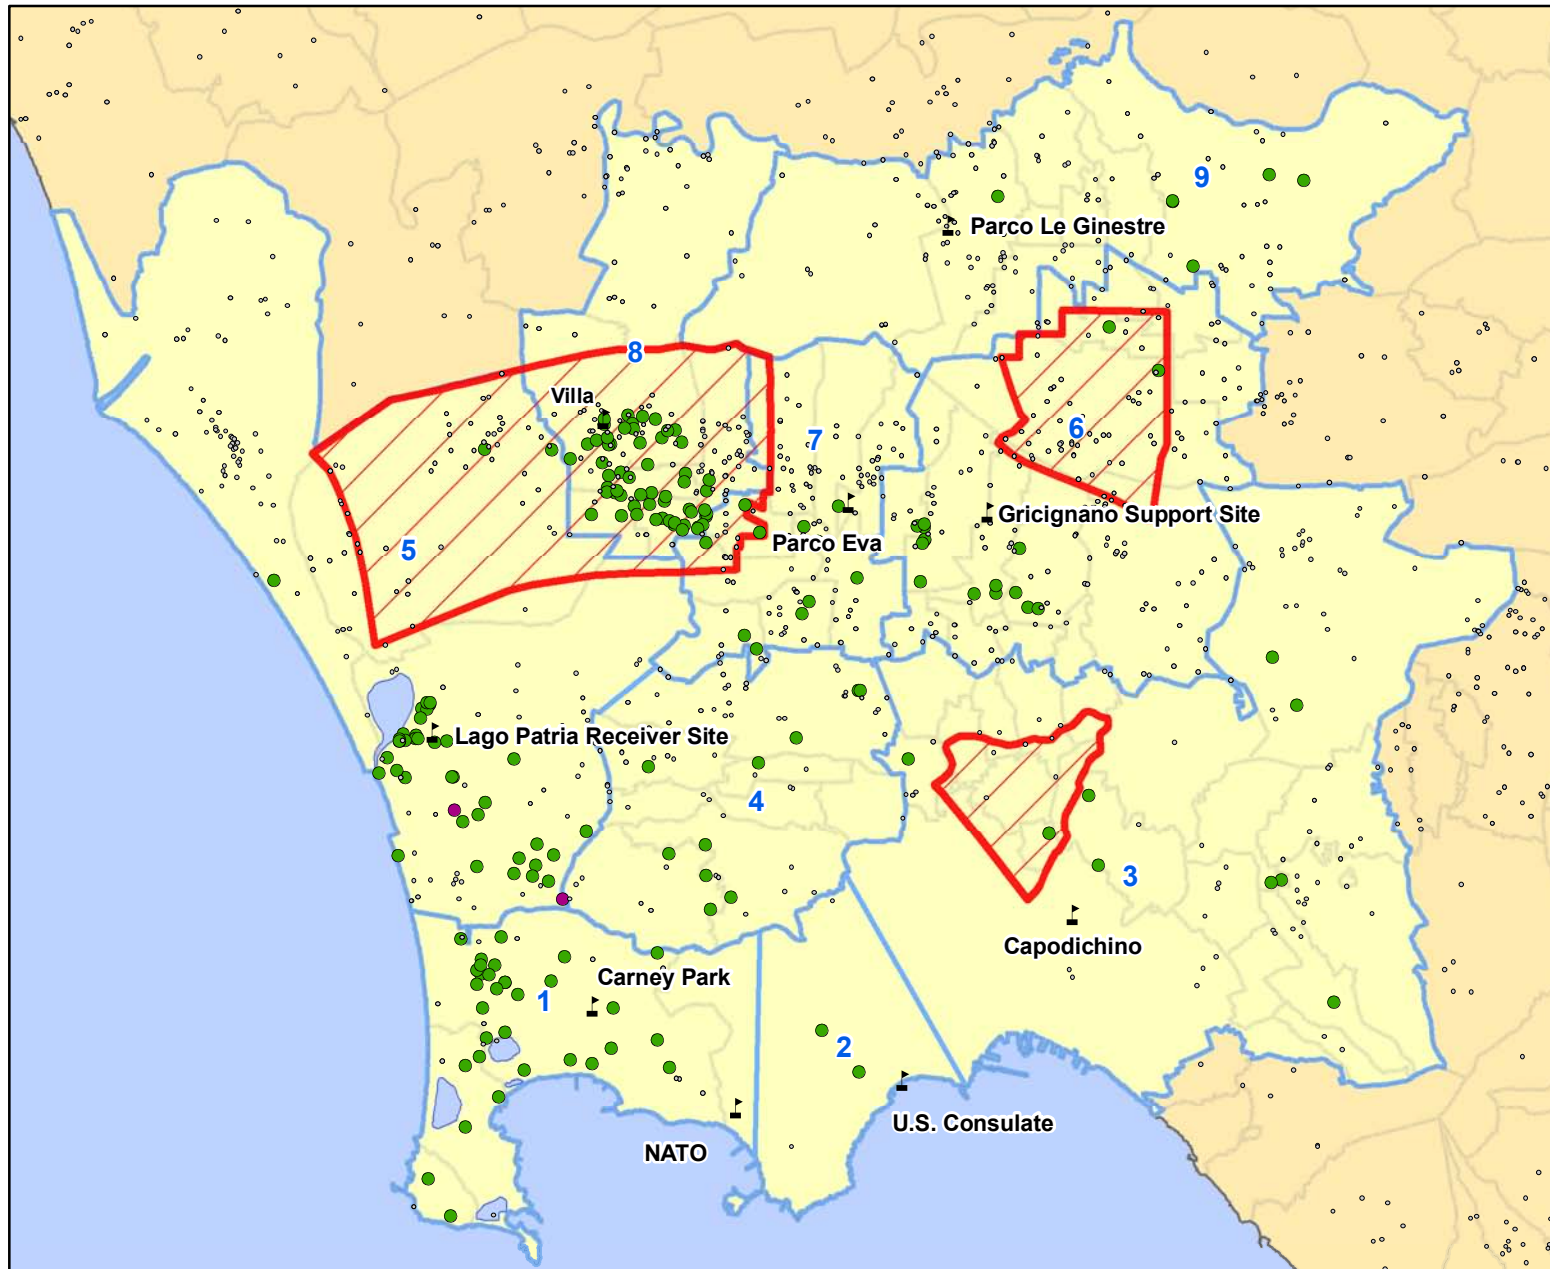 9
Parco Le Ginestre
8
Villa
7
6
Gricignano Support Site
Parco Eva
5
Lago Patria Receiver Site
4
3
Capodichino
Carney Park
1
2
U.S. Consulate
NATO